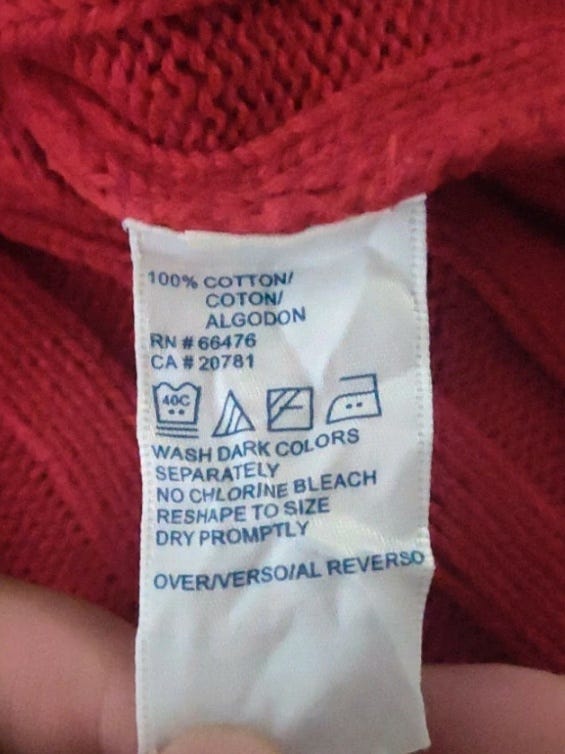 100% COTTON/
COTON/
ALGODON
RN # 66476
CA # 20781
40C
WASH DARK COLORS
SEPARATELY
NO CHLORINE BLEACH
RESHAPE TO SIZE
DRY PROMPTLY
OVER/VERSO/AL REVERSO